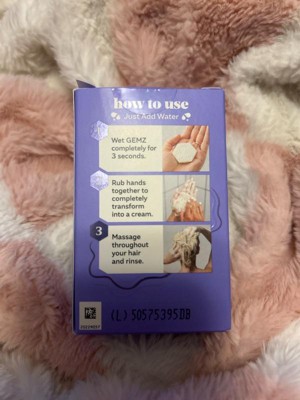 how to use
Just Add Water
Wet GEMZ
completely for
3 seconds.
Rub hands
together to
completely
transform
into a cream.
3
Massage
throughout
your hair
and rinse.
(L) 50575395DB